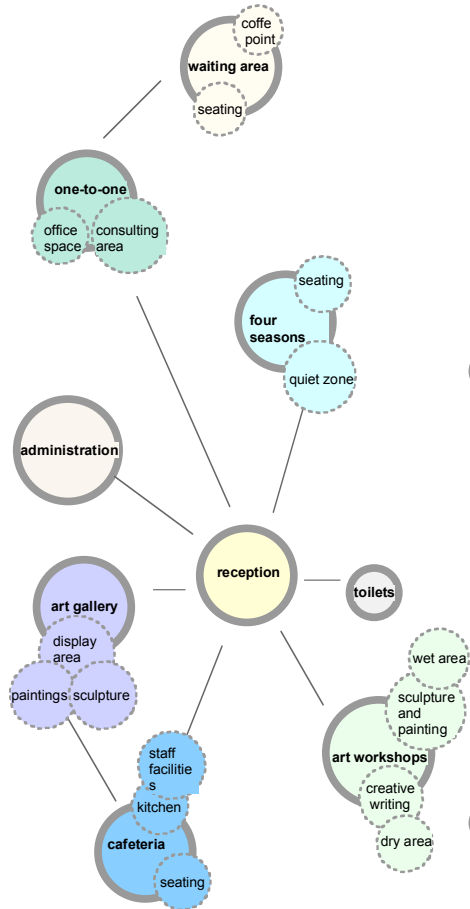 coffe
point
waiting area
seating
one-to-one
office
space
consulting
area
seating
four
seasons
quiet zone
administration
reception
art gallery
display
area
paintings
sculpture
toilets
wet area
sculpture
and
painting
art workshops
creative
writing
dry area
staff
facilitie
s
kitchen
cafeteria
seating